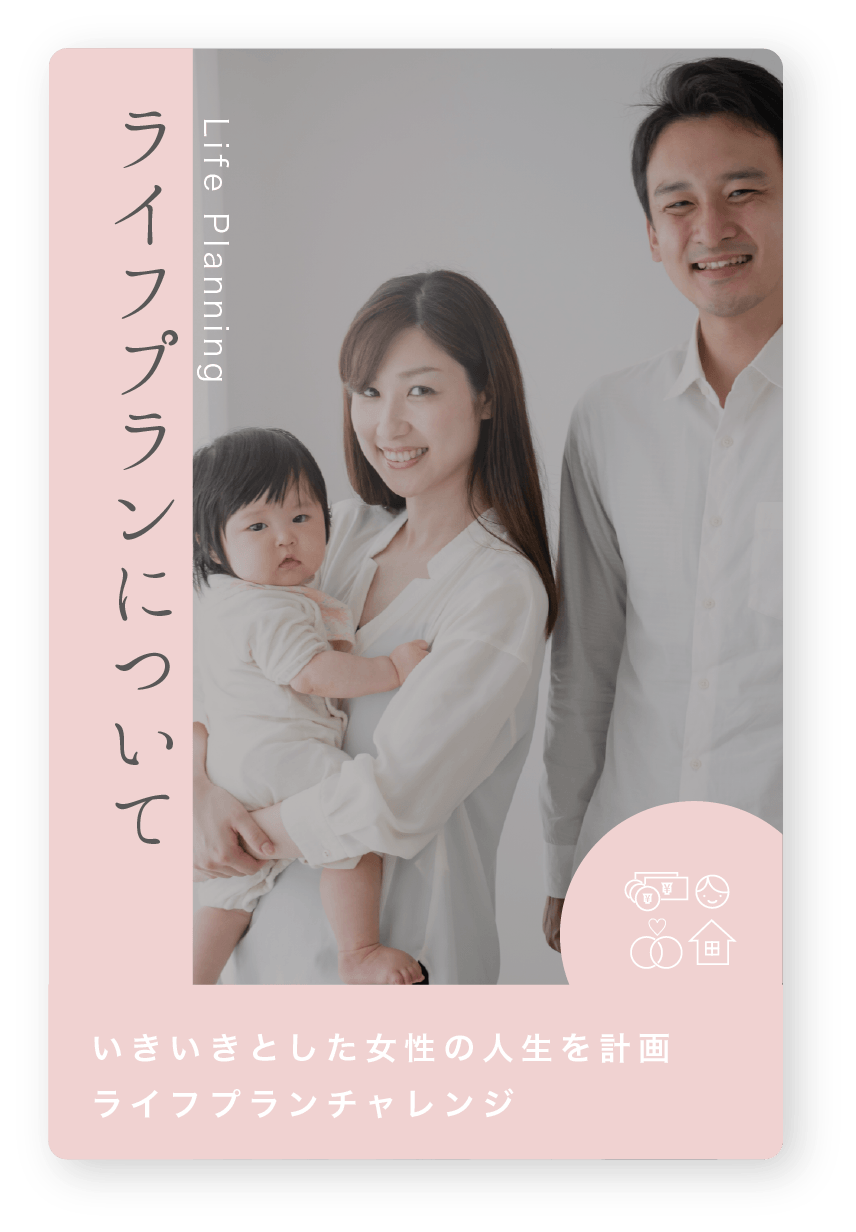 ライフプランについて
Life Planning
いきいきとした女性の人生を計画
ライフプランチャレンジ